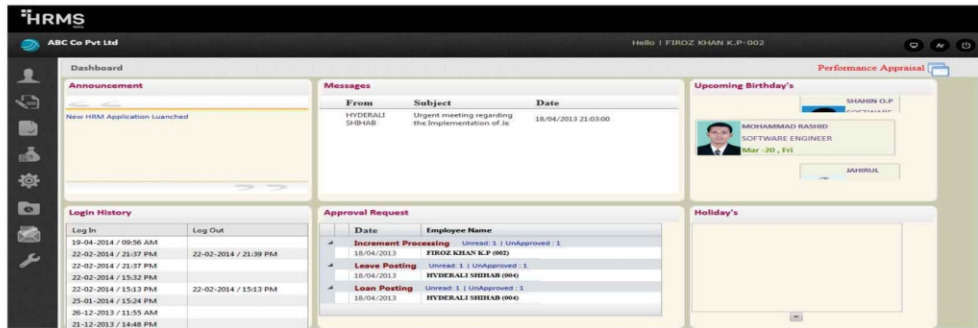 HRMS
ABC Co Pvt Ltd
Hello ! FIROZ KHAN K.P-002
Dashboard
Performance Appraisal
Announcement
New HRM Application Luanched
Messages
From Subject Date
HYDERALI SHIHAB Urgent meeting regarding the Implementation of Je 18/04/2013 21:03:00
Upcoming Birthday's
SHAHIN O.P
MOHAMMAD RASHID
SOFTWARE ENGINEER
Mar -20 , Fri
JAHIRUL
Login History
Log In Log Out
19-04-2014 / 09:56 AM
22-02-2014 / 21:37 PM 22-02-2014 / 21:39 PM
22-02-2014 / 21:37 PM
22-02-2014 / 15:32 PM
22-02-2014 / 15:13 PM 22-02-2014 / 15:13 PM
25-01-2014 / 15:24 PM
26-12-2013 / 11:55 AM
21-12-2013 / 14:48 PM
Approval Request
Date Employee Name
Increment Processing Unread: 1 | UnApproved : 1
18/04/2013 FIROZ KHAN K.P (002)
Leave Posting Unread: 1 | UnApproved : 1
18/04/2013 HYDERALI SHIHAB (004)
Loan Posting Unread: 1 | UnApproved : 1
18/04/2013 HYDERALI SHIHAB (004)
Holiday's